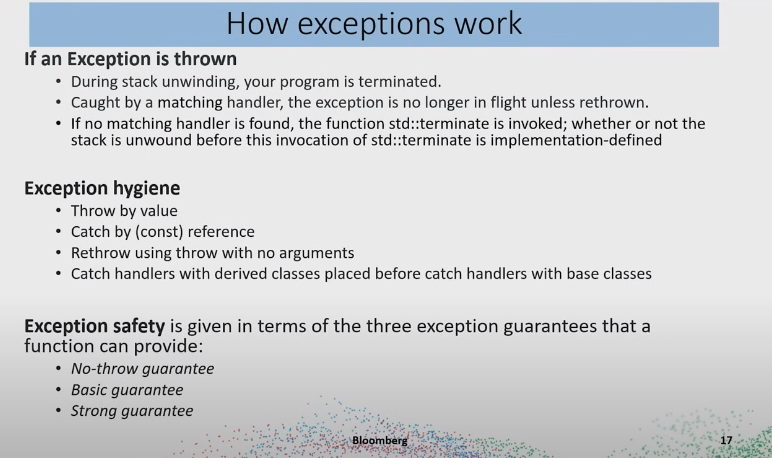 How exceptions work
If an Exception is thrown
• During stack unwinding, your program is terminated.
• Caught by a matching handler, the exception is no longer in flight unless rethrown.
• If no matching handler is found, the function std::terminate is invoked; whether or not the
stack is unwound before this invocation of std::terminate is implementation-defined
Exception hygiene
• Throw by value
• Catch by (const) reference
• Rethrow using throw with no arguments
• Catch handlers with derived classes placed before catch handlers with base classes
Exception safety is given in terms of the three exception guarantees that a
function can provide:
• No-throw guarantee
• Basic guarantee
• Strong guarantee
Bloomberg
17